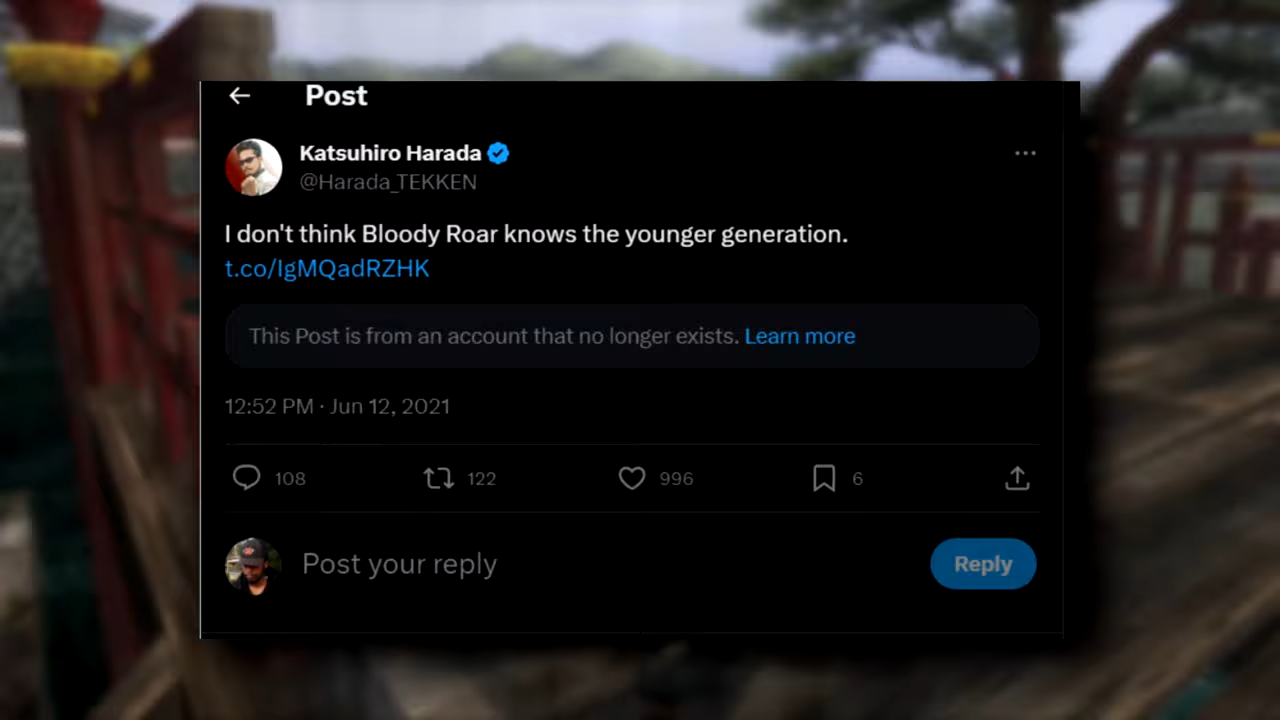 Post
Katsuhiro Harada
@Harada_TEKKEN
I don't think Bloody Roar knows the younger generation.
t.co/IgMQadRZHK
This Post is from an account that no longer exists. Learn more
12:52 PM · Jun 12, 2021
108 122 996 6
Post your reply Reply